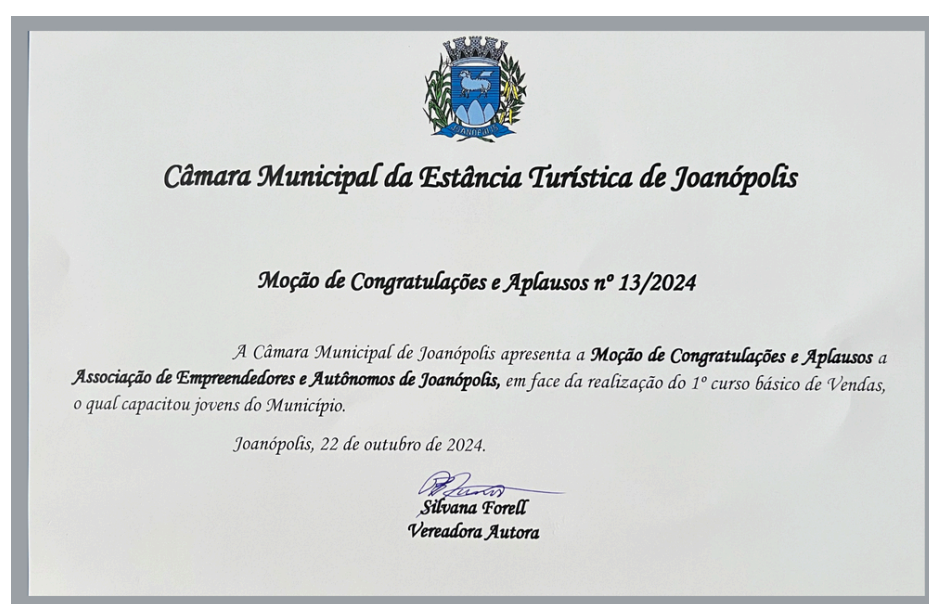 JOANÓPOLIS
Câmara Municipal da Estância Turística de Joanópolis
Moção de Congratulações e Aplausos nº 13/2024
A Câmara Municipal de Joanópolis apresenta a Moção de Congratulações e Aplausos a
Associação de Empreendedores e Autônomos de Joanópolis, em face da realização do 1º curso básico de Vendas,
o qual capacitou jovens do Município.
Joanópolis, 22 de outubro de 2024.
Silvana Forell
Vereadora Autora